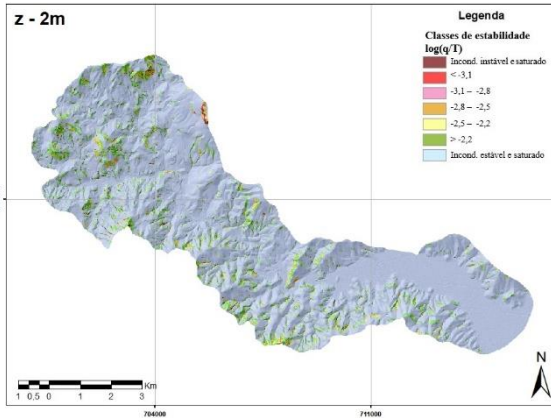 z - 2m
Legenda
Classes de estabilidade
log(q/T)
Incond. instável e saturado
< -3,1
-3,1 – -2,8
-2,8 – -2,5
-2,5 – -2,2
> -2,2
Incond. estável e saturado
N
Km
1 0.5 0 1 2 3
704000
711000